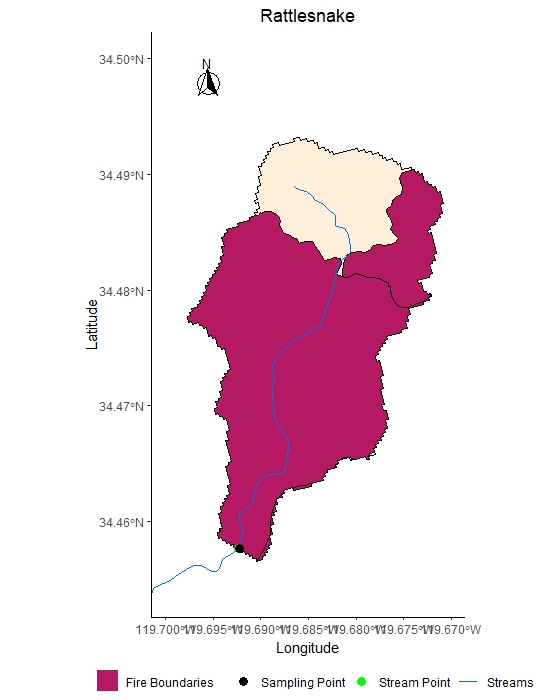 Rattlesnake
34.50°N
N
34.49°N
34.48°N
Latitude
34.47°N
34.46°N
119.700°W119.695°W119.690°W119.685°W119.680°W119.675°W119.670°W
Longitude
Fire Boundaries Sampling Point Stream Point Streams